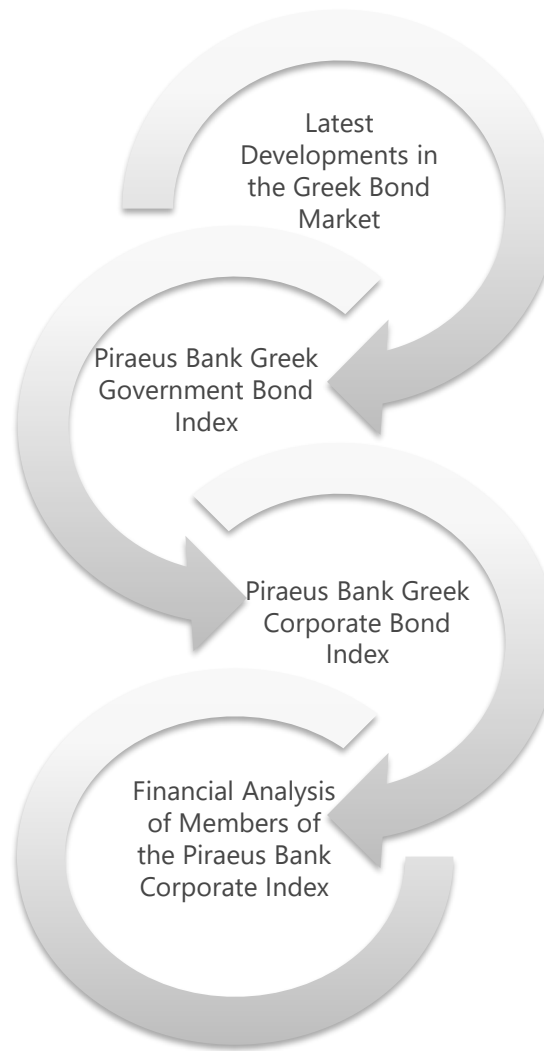 Latest
Developments in
the Greek Bond
Market
Piraeus Bank Greek
Government Bond
Index
Piraeus Bank Greek
Corporate Bond
Index
Financial Analysis
of Members of
the Piraeus Bank
Corporate Index